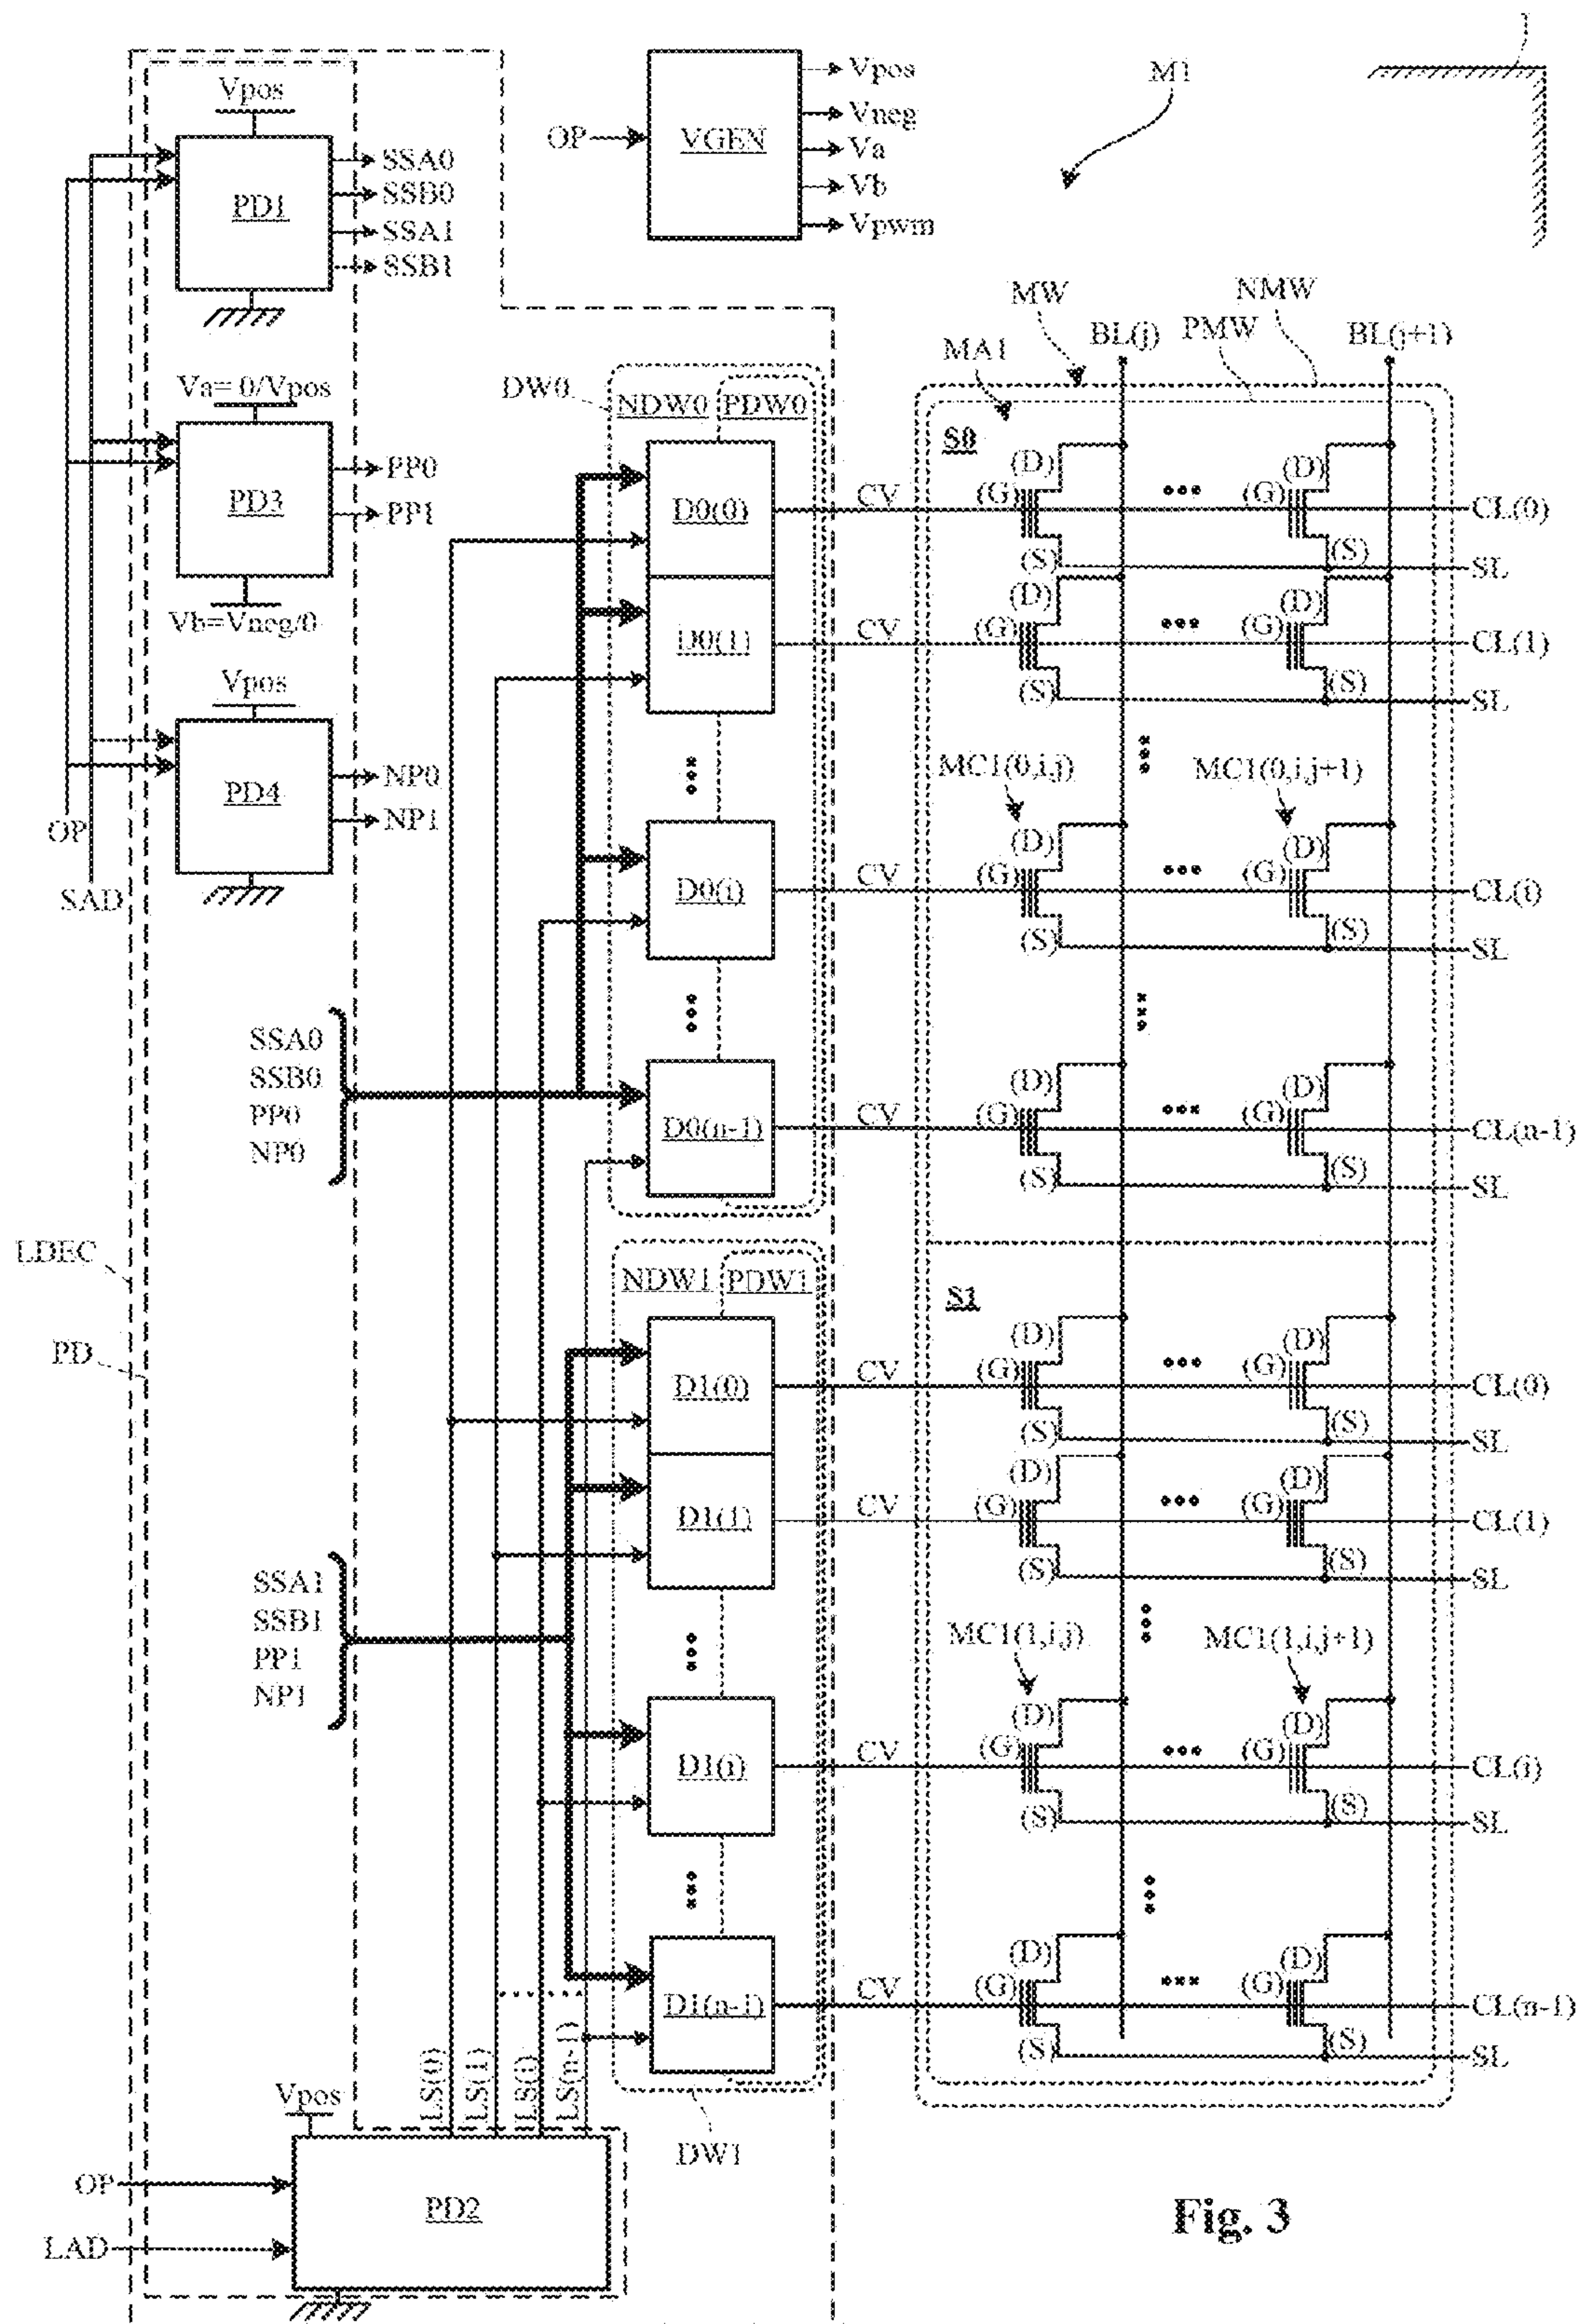 Vpos
PD1
SSA0
SSB0
SSA1
SSB1
OP
VGEN
Vpos
Vneg
Va
Vb
Vpwm
M1
Va= 0/Vpos
PD3
PP0
PP1
Vb=Vneg/0
Vpos
PD4
NP0
NP1
OP
SAD
SSA0
SSB0
PP0
NP0
LDEC
PD
SSA1
SSB1
PP1
NP1
DW0
NDW0
PDW0
D0(0)
D0(1)
D0(i)
D0(n-1)
NDW1
PDW1
D1(0)
D1(1)
D1(i)
D1(n-1)
DW1
LS(0)
LS(1)
LS(i)
LS(n-1)
Vpos
OP
LAD
PD2
MA1
MW
BL(j)
PMW
NMW
BL(j+1)
S0
CV (G) (D) (S) ••• (G) (D) (S) CL(0)
SL
CV (G) (D) (S) ••• (G) (D) (S) CL(1)
SL
MC1(0,i,j)
MC1(0,i,j+1)
CV (G) (D) (S) ••• (G) (D) (S) CL(i)
SL
CV (G) (D) (S) ••• (G) (D) (S) CL(n-1)
SL
S1
CV (G) (D) (S) ••• (G) (D) (S) CL(0)
SL
CV (G) (D) (S) ••• (G) (D) (S) CL(1)
SL
MC1(1,i,j)
MC1(1,i,j+1)
CV (G) (D) (S) ••• (G) (D) (S) CL(i)
SL
CV (G) (D) (S) ••• (G) (D) (S) CL(n-1)
SL
Fig. 3